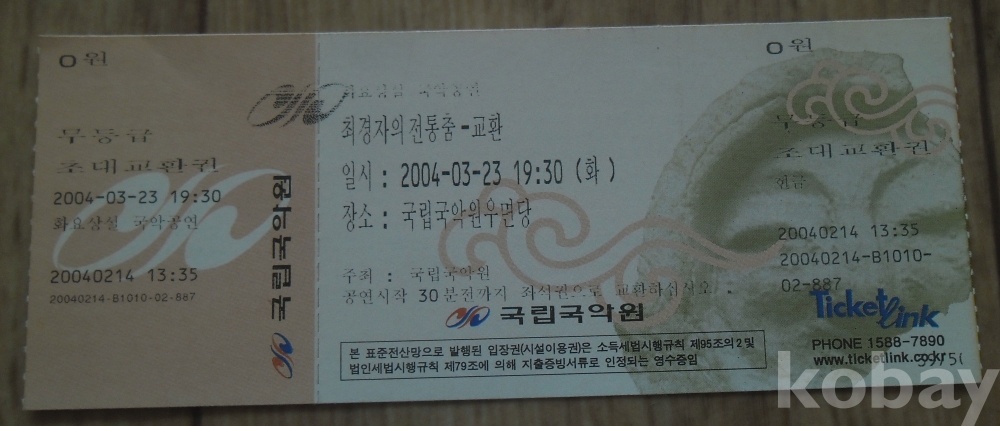 0원
무등급
초대교환권
2004-03-23 19:30
화요상설 국악공연
20040214 13:35
20040214-B1010-02-887
국립국악원
화요상설 국악공연
최경자의전통춤-교환
일시 : 2004-03-23 19:30 (화)
장소 : 국립국악원우면당
주최 : 국립국악원
공연시작 30분전까지 좌석권으로 교환하십시오.
국립국악원
본 표준전산망으로 발행된 입장권(시설이용권)은 소득세법시행규칙 제95조의 2및
법인세법시행규칙 제79조에 의해 지출증빙서류로 인정되는 영수증임
0원
무등급
초대교환권
현금
20040214 13:35
20040214-B1010-
02-887
Ticketlink
PHONE 1588-7890
www.ticketlink.co.kr
kobay